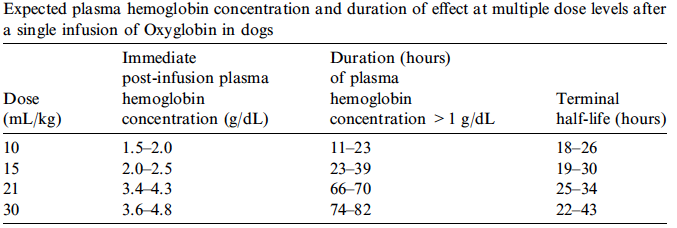 Expected plasma hemoglobin concentration and duration of effect at multiple dose levels after
a single infusion of Oxyglobin in dogs
Dose
(mL/kg)
Immediate
post-infusion plasma
hemoglobin
concentration (g/dL)
Duration (hours)
of plasma
hemoglobin
concentration > 1 g/dL
Terminal
half-life (hours)
10 1.5–2.0 11–23 18–26
15 2.0–2.5 23–39 19–30
21 3.4–4.3 66–70 25–34
30 3.6–4.8 74–82 22–43